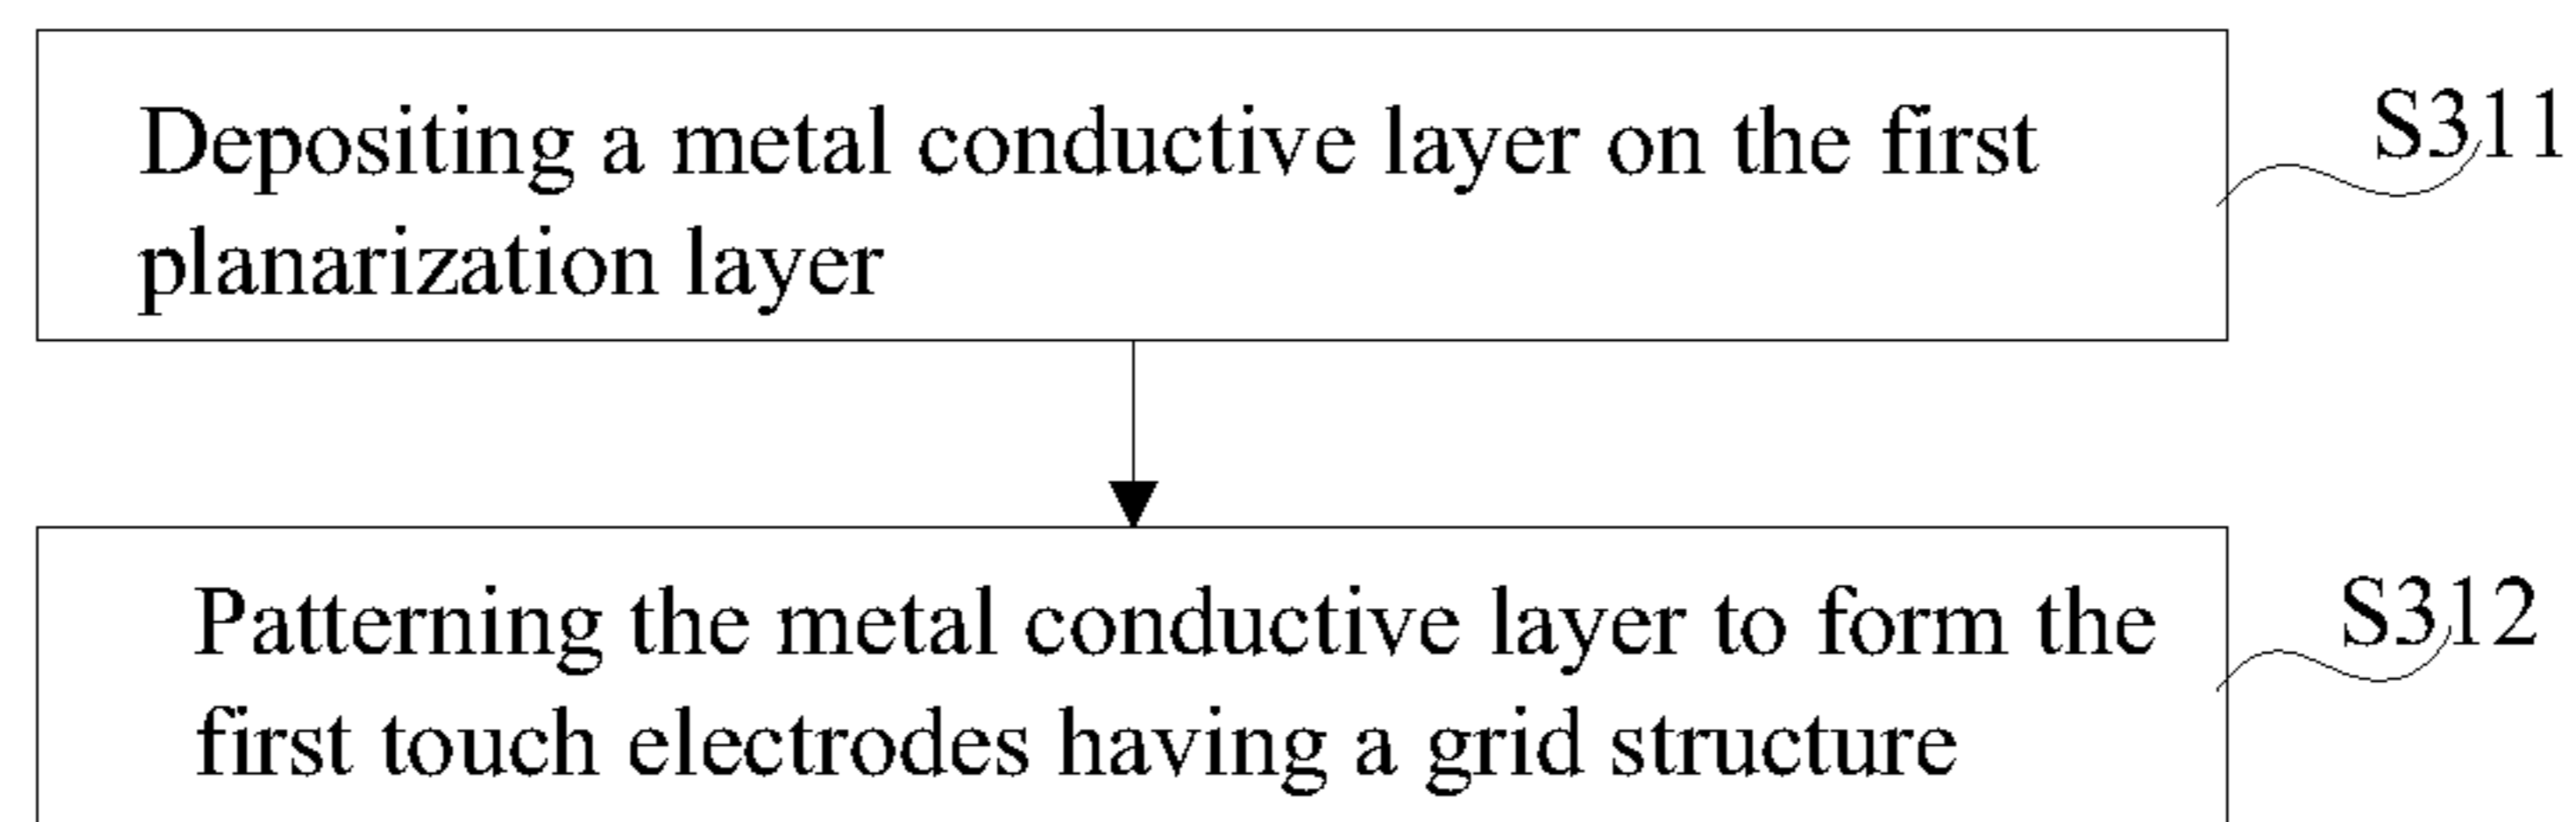 Depositing a metal conductive layer on the first
planarization layer
S311
Patterning the metal conductive layer to form the
first touch electrodes having a grid structure
S312